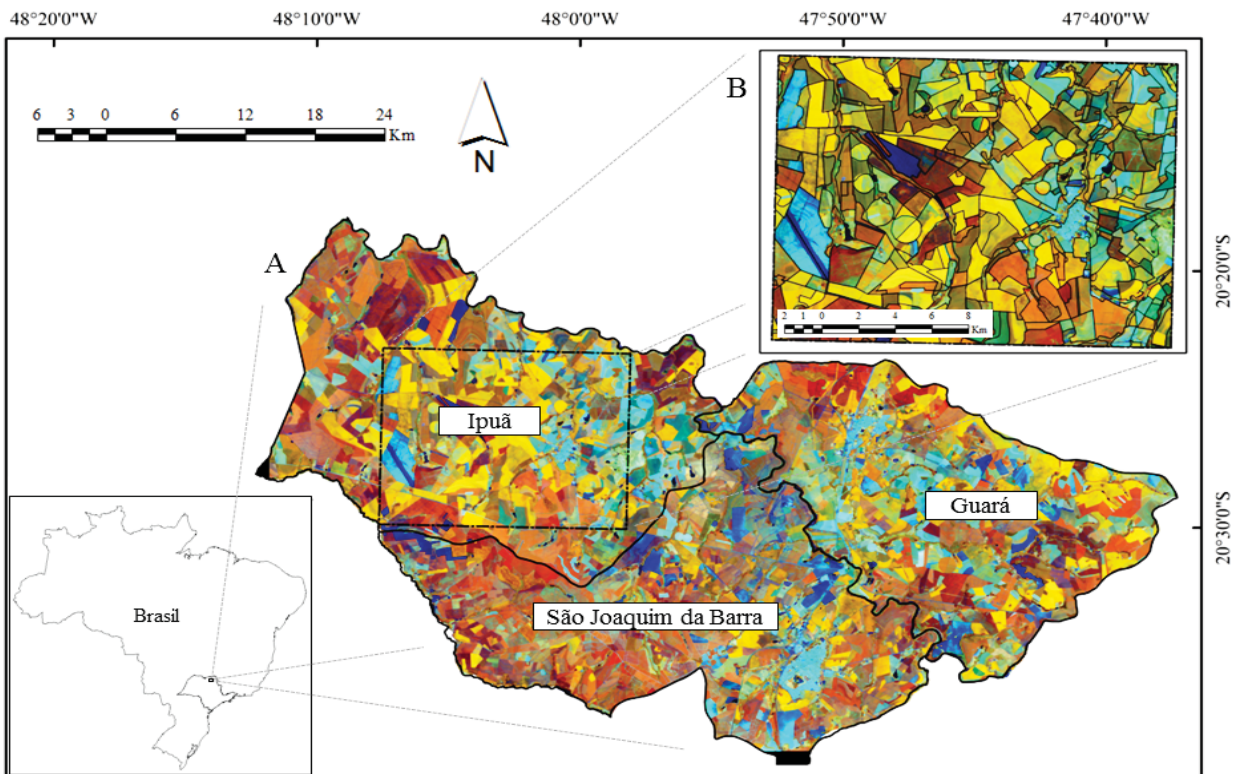 48°20'0"W 48°10'0"W 48°0'0"W 47°50'0"W 47°40'0"W
6 3 0 6 12 18 24
Km
N
B
2 1 0 2 4 6 8
Km
20°20'0"S
A
Ipuã
Guará
20°30'0"S
São Joaquim da Barra
Brasil